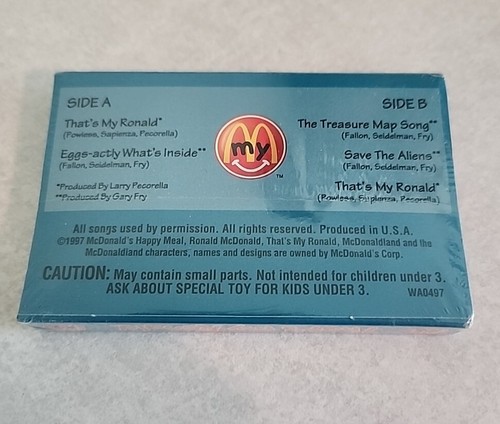 SIDE A
That's My Ronald*
(Powless, Sapienza, Pecorella)
Eggs-actly What's Inside**
(Fallon, Seidelman, Fry)
*Produced By Larry Pecorella
**Produced By Gary Fry
my
TM
SIDE B
The Treasure Map Song**
(Fallon, Seidelman, Fry)
Save The Aliens**
(Fallon, Seidelman, Fry)
That's My Ronald*
(Powless, Sapienza, Pecorella)
All songs used by permission. All rights reserved. Produced in U.S.A.
©1997 McDonald's Happy Meal, Ronald McDonald, That's My Ronald, McDonaldland and the
McDonaldland characters, names and designs are owned by McDonald's Corp.
CAUTION: May contain small parts. Not intended for children under 3.
ASK ABOUT SPECIAL TOY FOR KIDS UNDER 3.
WA0497